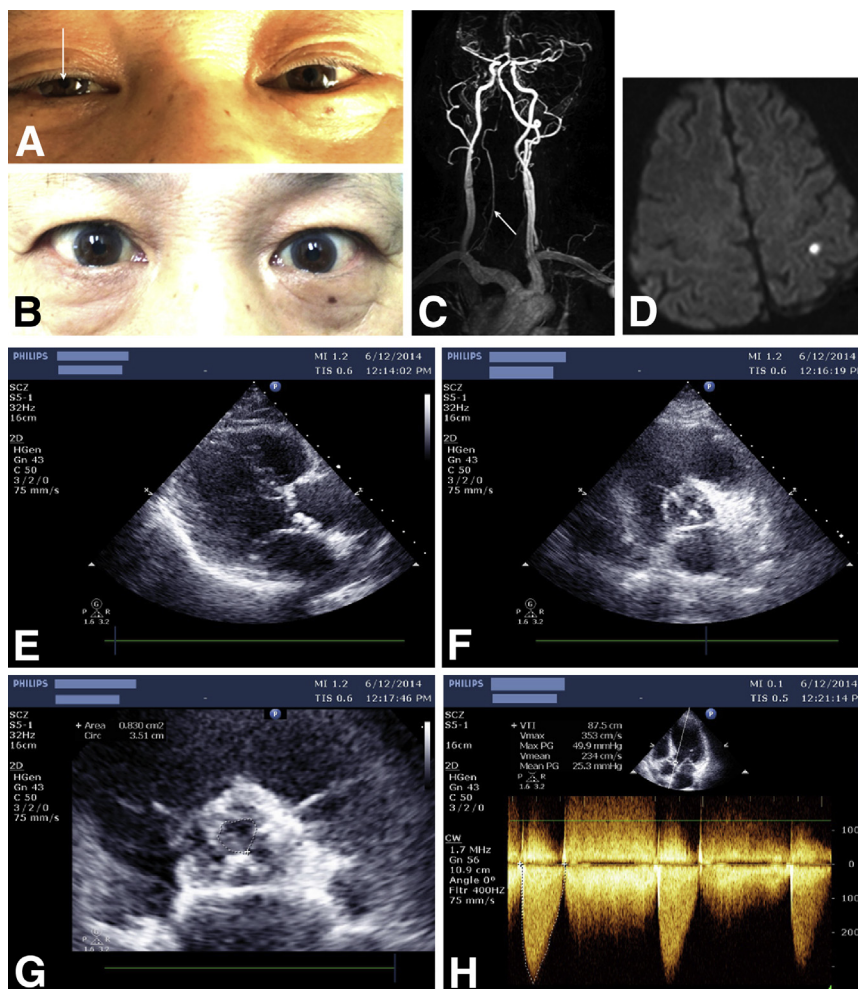 A
B
C
D
PHILIPS
MI 1.2 6/12/2014
TIS 0.6 12:14:02 PM
SCZ
S5-1
32Hz
16cm
2D
HGen
Gn 43
C 50
3 / 2 / 0
75 mm/s
P
G
P R
1.6 3.2
E
PHILIPS
MI 1.2 6/12/2014
TIS 0.6 12:16:19 P
SCZ
S5-1
32Hz
16cm
2D
HGen
Gn 43
C 50
3 / 2 / 0
75 mm/s
P
G
P R
1.6 3.2
F
PHILIPS
MI 1.2 6/12/2014
TIS 0.6 12:17:46 PM
SCZ
S5-1
32Hz
16cm
2D
HGen
Gn 43
C 50
3 / 2 / 0
75 mm/s
+ Area 0.830 cm2
Circ 3.51 cm
P
P R
1.6 3.2
G
PHILIPS
MI 0.1 6/12/2014
TIS 0.5 12:21:14 P
SCZ
S5-1
16cm
2D
HGen
Gn 43
C 50
3 / 2 / 0
+ VTI 87.5 cm
Vmax 353 cm/s
Max PG 49.9 mmHg
Vmean 234 cm/s
Mean PG 25.3 mmHg
P
P R
1.6 3.2
CW
1.7 MHz
Gn 56
10.9 cm
Angle 0°
Fltr 400HZ
75 mm/s
100
0
100
200
H